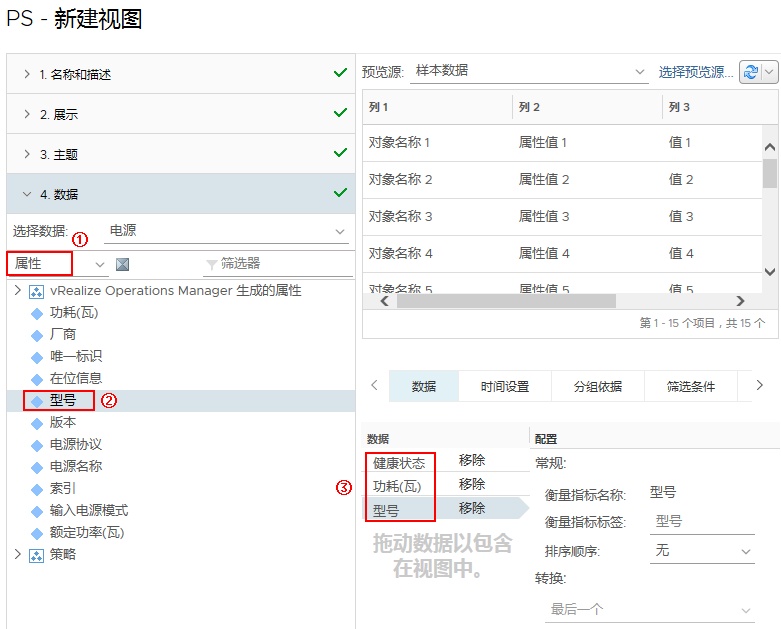 PS - 新建视图
1. 名称和描述
2. 展示
3. 主题
4. 数据
选择数据: ① 电源
属性 筛选器
vRealize Operations Manager 生成的属性
功耗(瓦)
厂商
唯一标识
在位信息
型号 ②
版本
电源协议
电源名称
索引
输入电源模式
额定功率(瓦)
策略
预览源: 样本数据 选择预览源...
列 1 列 2 列 3
对象名称 1 属性值 1 值 1
对象名称 2 属性值 2 值 2
对象名称 3 属性值 3 值 3
对象名称 4 属性值 4 值 4
对象名称 5 属性值 5 值 5
第 1 - 15 个项目，共 15 个
数据 时间设置 分组依据 筛选条件
数据
健康状态 移除
③ 功耗(瓦) 移除
型号 移除
拖动数据以包含
在视图中。
配置
常规:
衡量指标名称: 型号
衡量指标标签: 型号
排序顺序: 无
转换:
最后一个